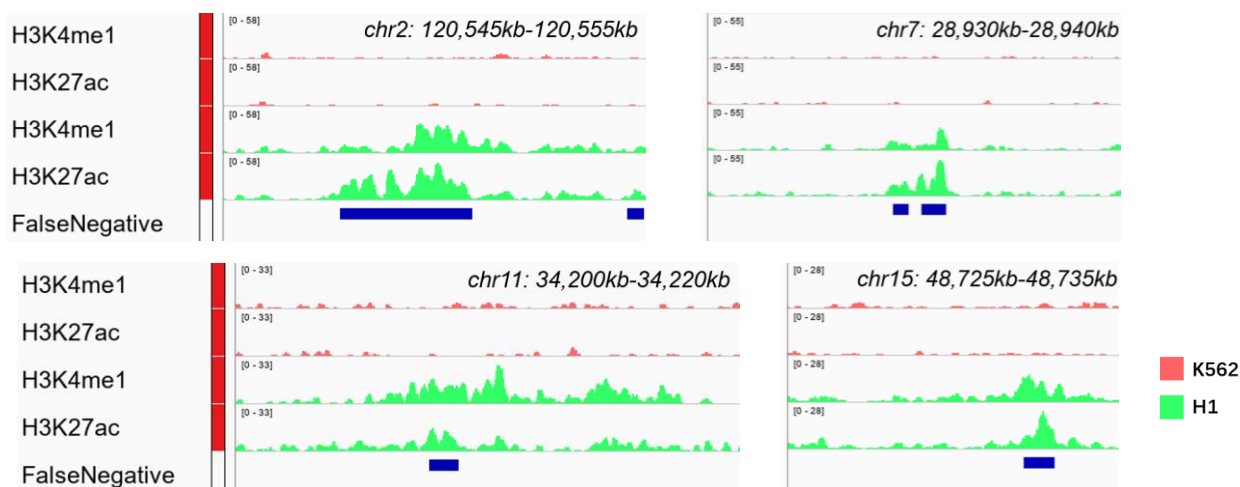 H3K4me1 [0 - 58] chr2: 120,545kb-120,555kb [0 - 55] chr7: 28,930kb-28,940kb
H3K27ac [0 - 58] [0 - 55]
H3K4me1 [0 - 58] [0 - 55]
H3K27ac [0 - 58] [0 - 55]
FalseNegative
H3K4me1 [0 - 33] chr11: 34,200kb-34,220kb [0 - 28] chr15: 48,725kb-48,735kb
H3K27ac [0 - 33] [0 - 28]
H3K4me1 [0 - 33] [0 - 28]
H3K27ac [0 - 33] [0 - 28]
FalseNegative
K562
H1